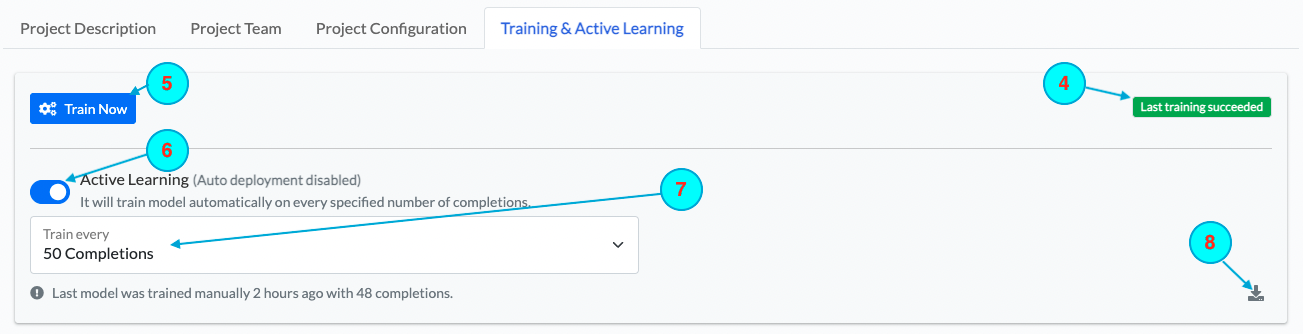 Project Description Project Team Project Configuration Training & Active Learning
5
4
Train Now
Last training succeeded
6
Active Learning (Auto deployment disabled)
7
It will train model automatically on every specified number of completions.
Train every
50 Completions
8
Last model was trained manually 2 hours ago with 48 completions.